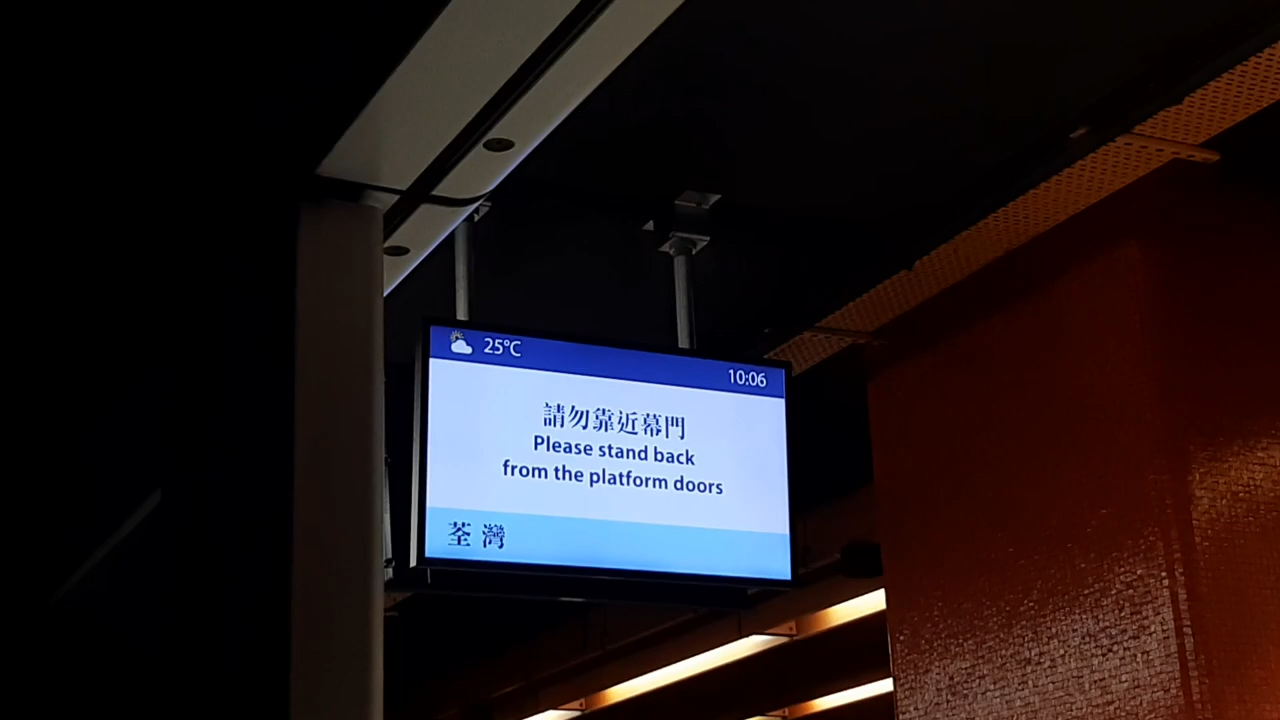 25°C
10:06
請勿靠近幕門
Please stand back
from the platform doors
荃灣